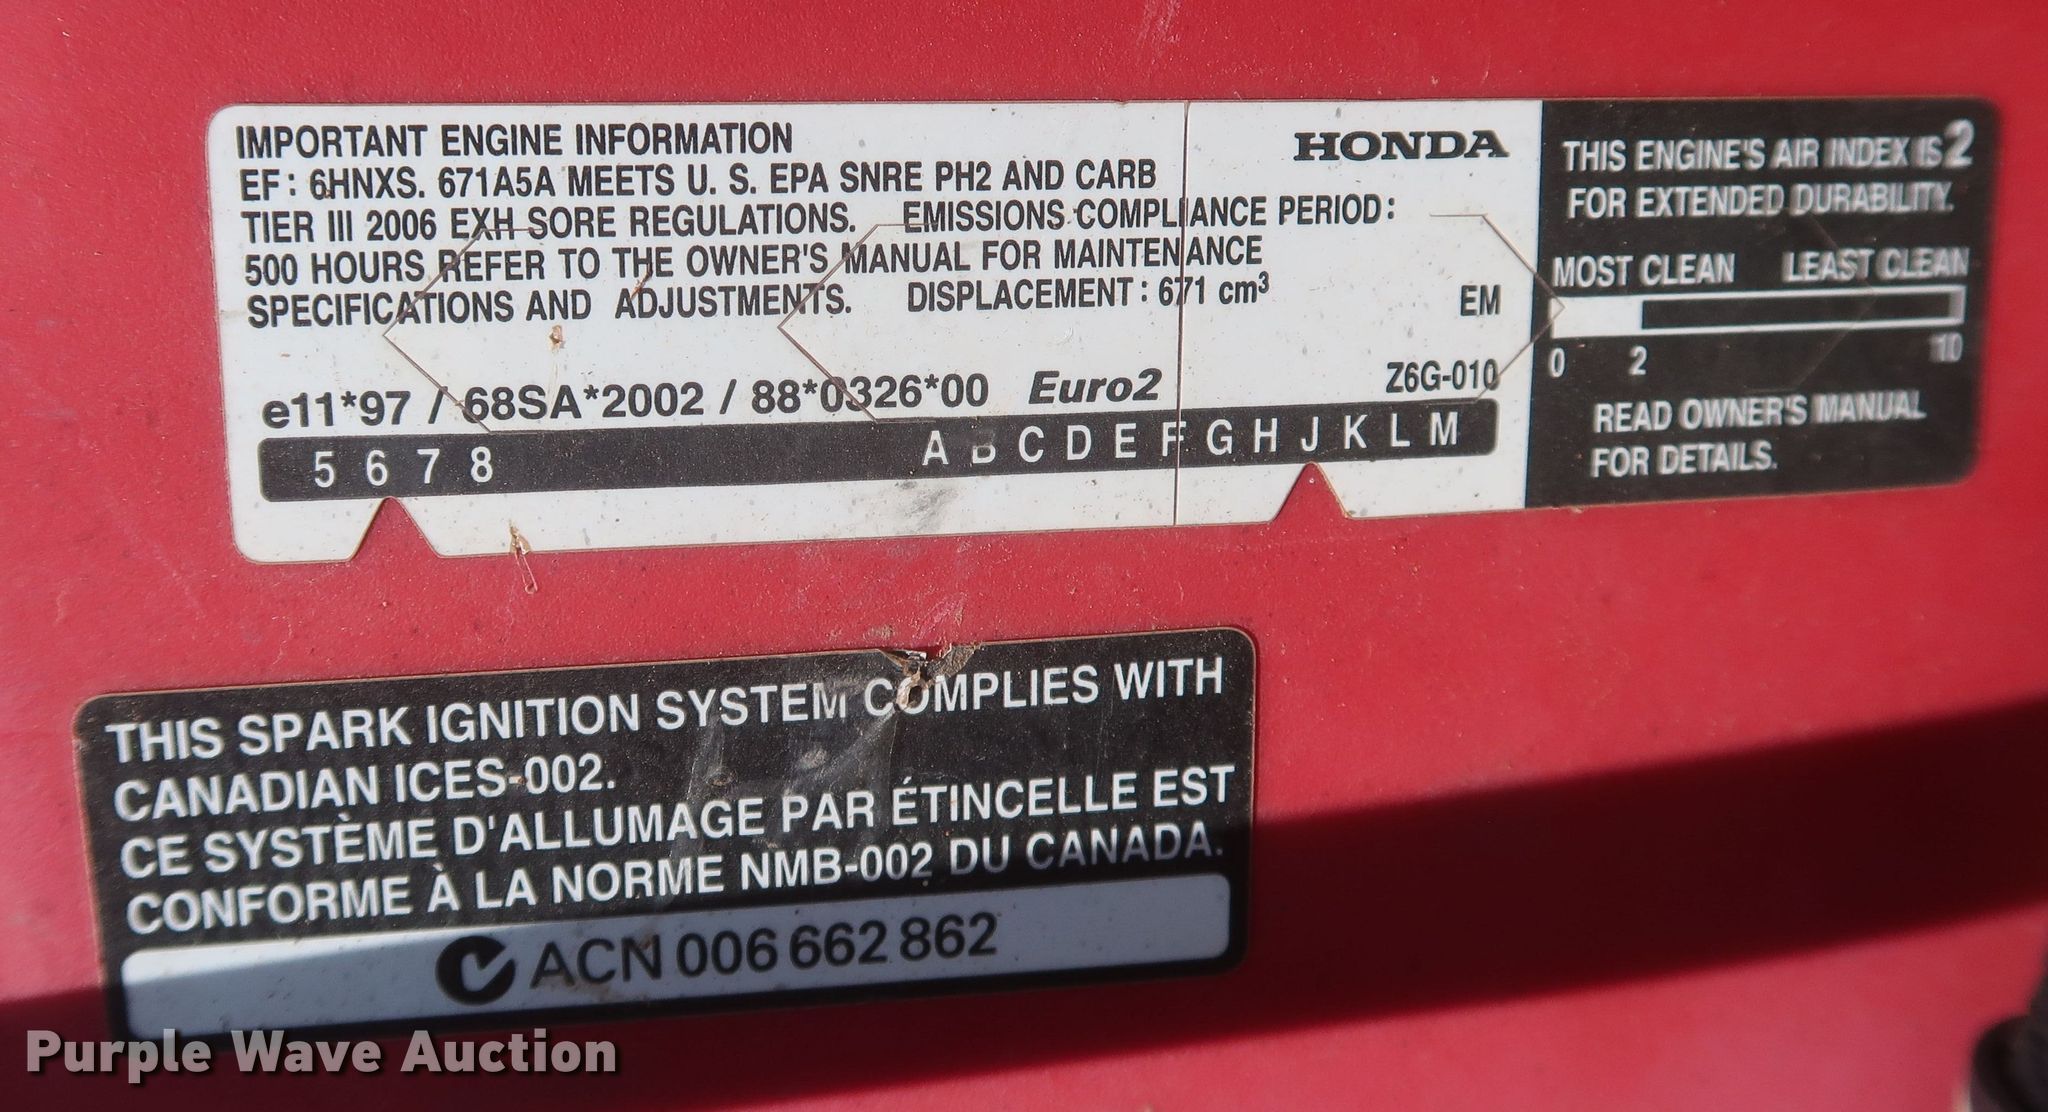 IMPORTANT ENGINE INFORMATION
EF: 6HNXS. 671A5A MEETS U. S. EPA SNRE PH2 AND CARB
TIER III 2006 EXH SORE REGULATIONS. EMISSIONS COMPLIANCE PERIOD:
500 HOURS REFER TO THE OWNER'S MANUAL FOR MAINTENANCE
SPECIFICATIONS AND ADJUSTMENTS. DISPLACEMENT: 671 cm³
HONDA
EM
e11*97 / 68SA*2002 / 88*0326*00 Euro2
Z6G-010
5 6 7 8 A B C D E F G H J K L M
THIS ENGINE'S AIR INDEX IS 2
FOR EXTENDED DURABILITY.
MOST CLEAN LEAST CLEAN
0 2 10
READ OWNER'S MANUAL
FOR DETAILS.
THIS SPARK IGNITION SYSTEM COMPLIES WITH
CANADIAN ICES-002.
CE SYSTÈME D'ALLUMAGE PAR ÉTINCELLE EST
CONFORME À LA NORME NMB-002 DU CANADA.
ACN 006 662 862
Purple Wave Auction